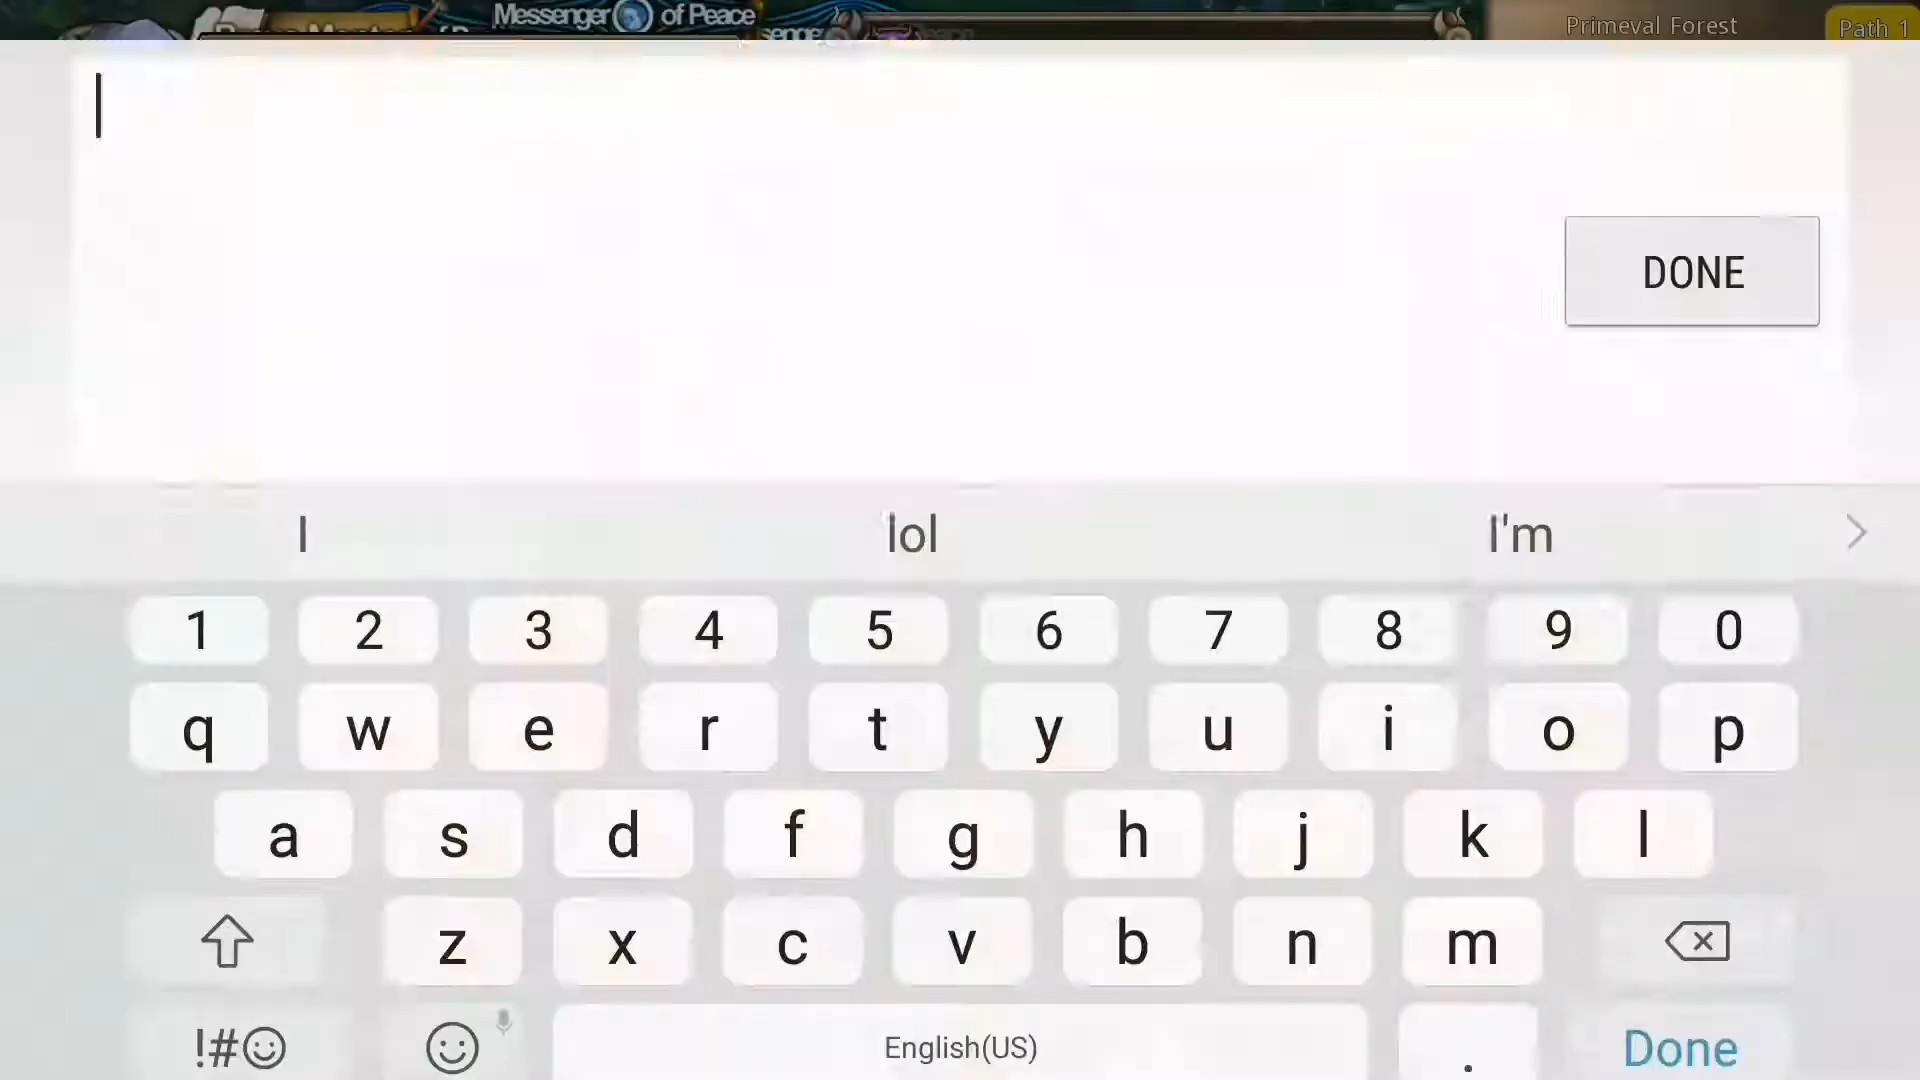 Messenger of Peace
Primeval Forest
Path 1
DONE
I lol I'm
1 2 3 4 5 6 7 8 9 0
q w e r t y u i o p
a s d f g h j k l
z x c v b n m
!# English(US) . Done